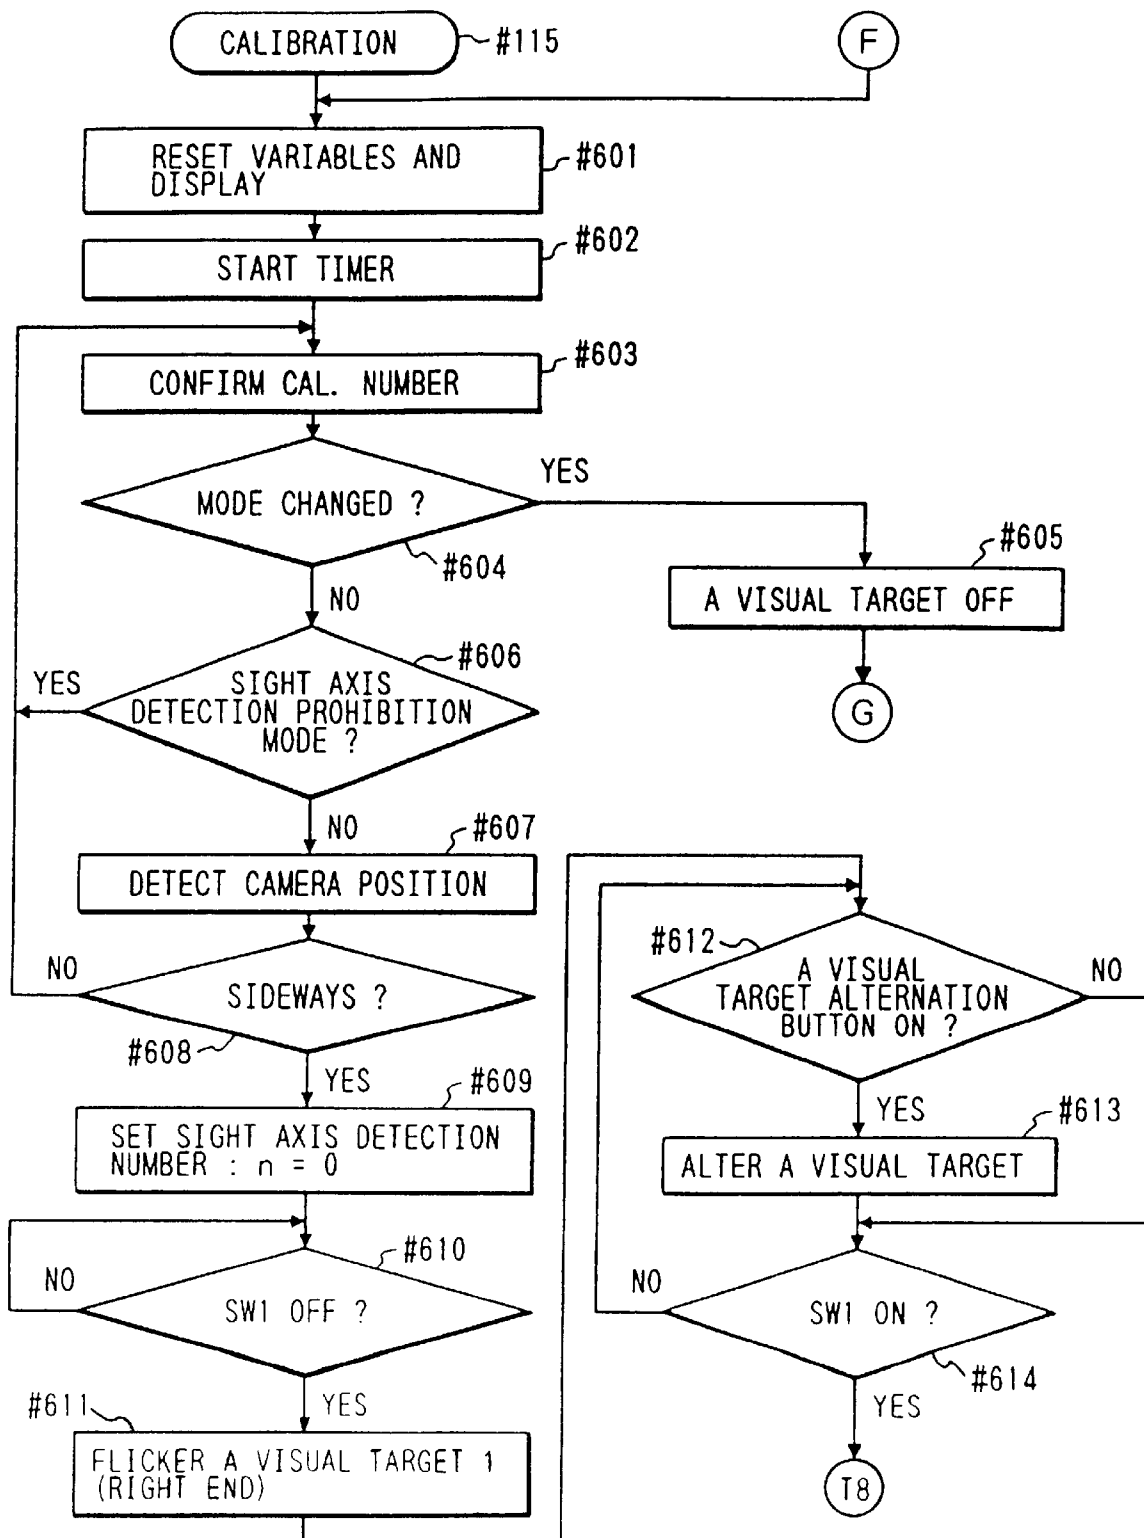 CALIBRATION
#115
F
RESET VARIABLES AND
DISPLAY
#601
START TIMER
#602
CONFIRM CAL. NUMBER
#603
MODE CHANGED ?
YES
#604
NO
#605
A VISUAL TARGET OFF
G
#606
YES
SIGHT AXIS
DETECTION PROHIBITION
MODE ?
NO
#607
DETECT CAMERA POSITION
NO
SIDEWAYS ?
#608
YES
#609
SET SIGHT AXIS DETECTION
NUMBER : n = 0
#610
NO
SW1 OFF ?
YES
#611
FLICKER A VISUAL TARGET 1
(RIGHT END)
#612
A VISUAL
TARGET ALTERNATION
BUTTON ON ?
NO
YES
#613
ALTER A VISUAL TARGET
NO
SW1 ON ?
#614
YES
T8